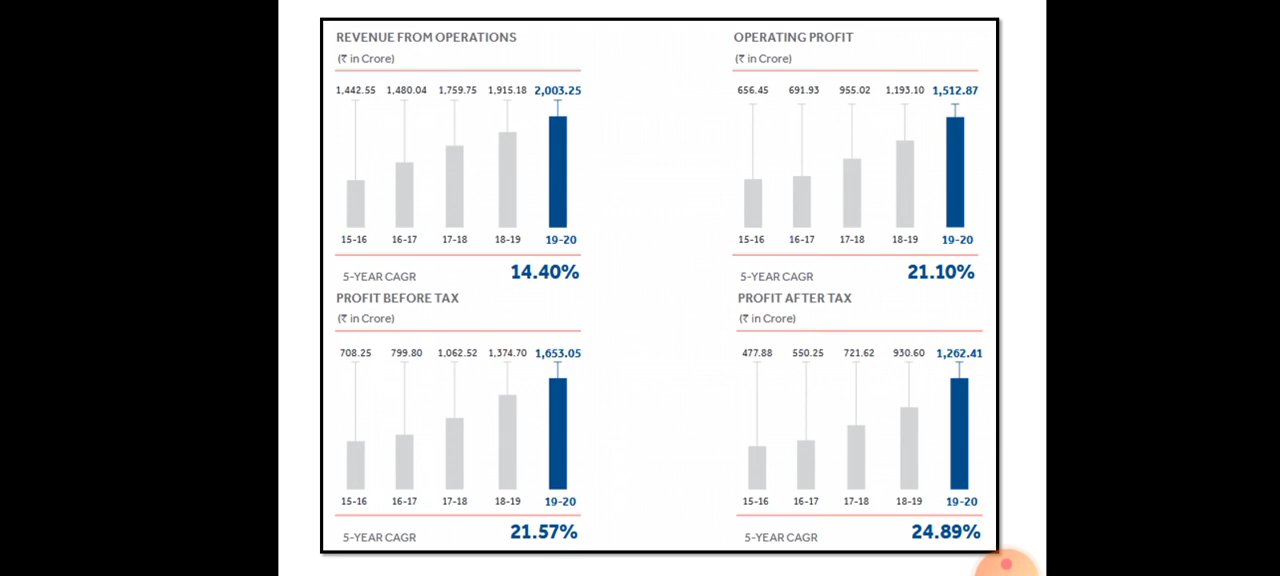 REVENUE FROM OPERATIONS
(₹ in Crore)
1,442.55 1,480.04 1,759.75 1,915.18 2,003.25
15-16 16-17 17-18 18-19 19-20
5-YEAR CAGR 14.40%
OPERATING PROFIT
(₹ in Crore)
656.45 691.93 955.02 1,193.10 1,512.87
15-16 16-17 17-18 18-19 19-20
5-YEAR CAGR 21.10%
PROFIT BEFORE TAX
(₹ in Crore)
708.25 799.80 1,062.52 1,374.70 1,653.05
15-16 16-17 17-18 18-19 19-20
5-YEAR CAGR 21.57%
PROFIT AFTER TAX
(₹ in Crore)
477.88 550.25 721.62 930.60 1,262.41
15-16 16-17 17-18 18-19 19-20
5-YEAR CAGR 24.89%